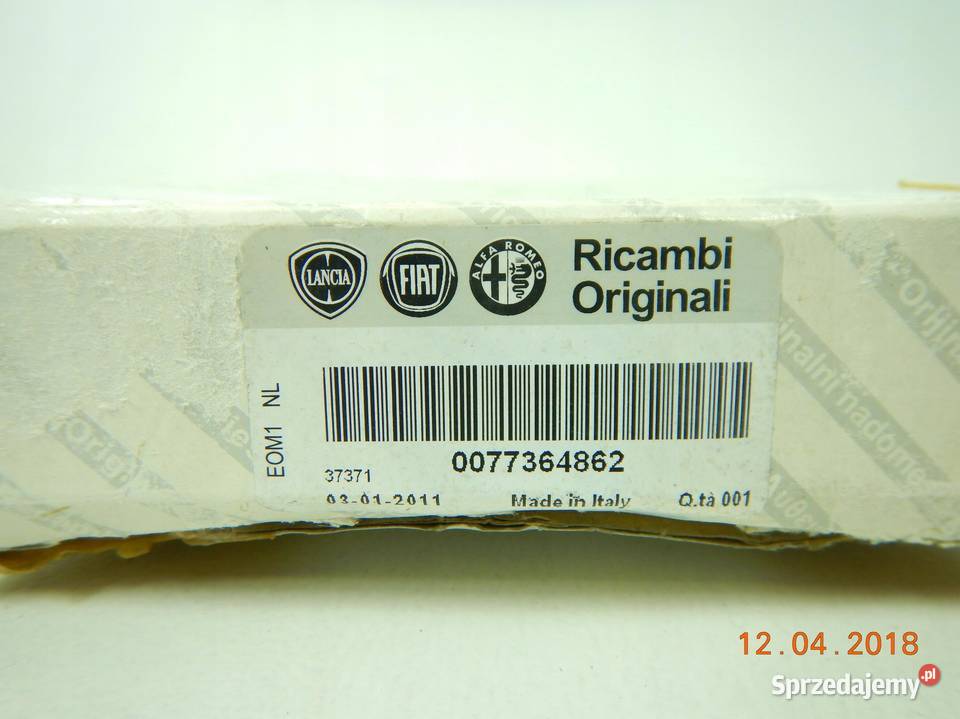 LANCIA
FIAT
ALFA ROMEO
Ricambi
Originali
EOM1 NL
0077364862
37371
03-01-2011 Made in Italy Q.tà 001
12.04.2018
Sprzedajemy.pl